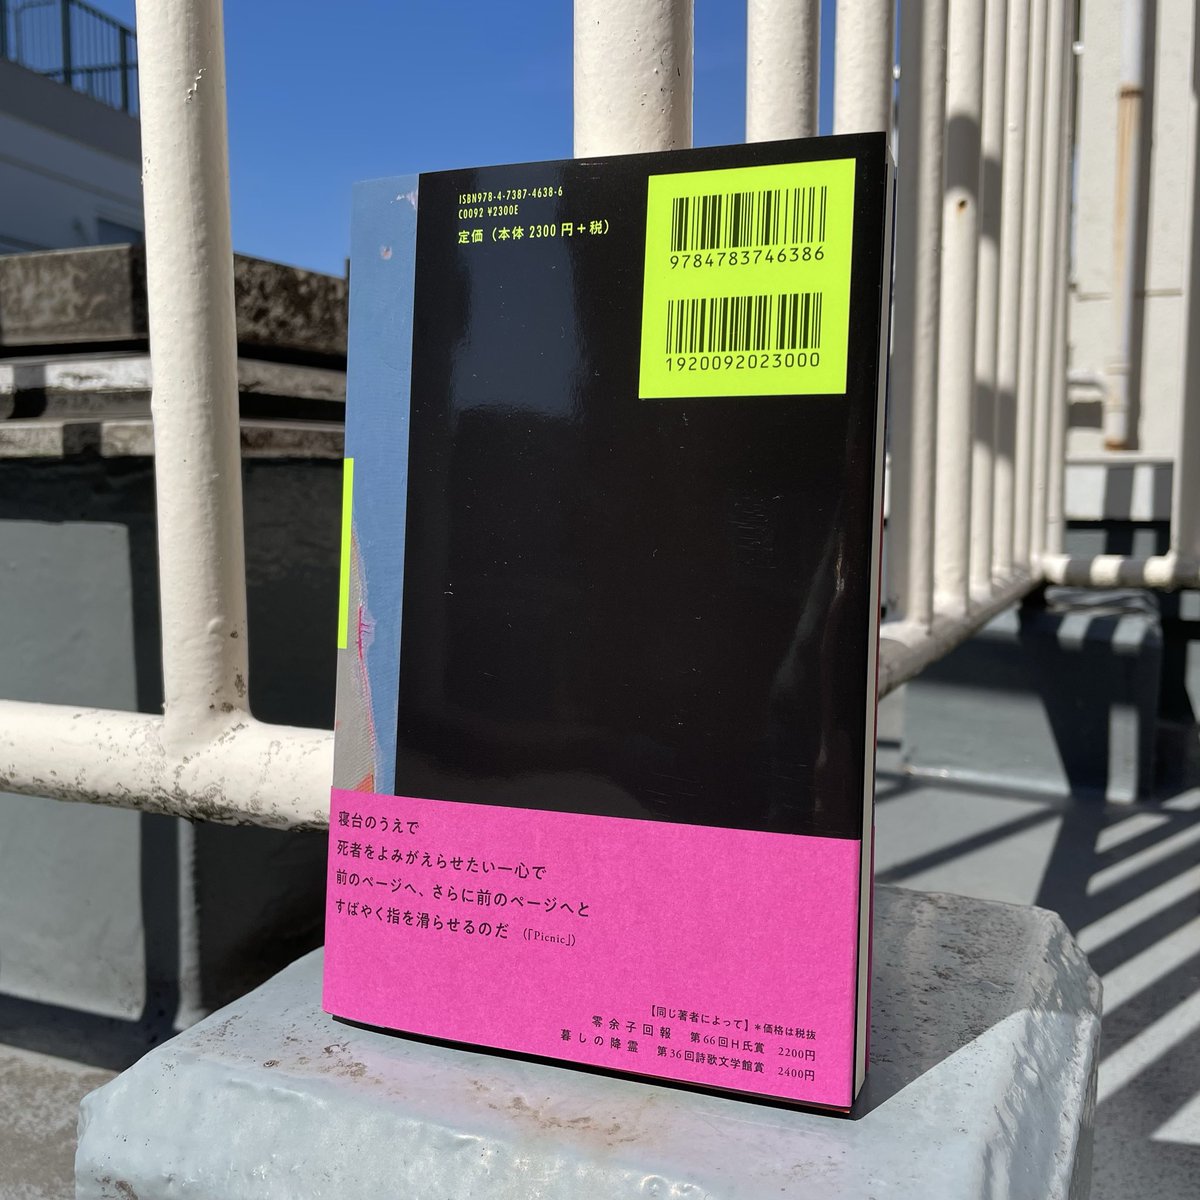 ISBN978-4-7387-4638-6
C0092 ¥2300E
定価（本体 2300 円＋税）
9784783746386
1920092023000
寝台のうえで
死者をよみがえらせたい一心で
前のページへ、さらに前のページへと
すばやく指を滑らせるのだ （「Picnic」）
【同じ著者によって】＊価格は税抜
零余子回報 第66回H氏賞 2200円
暮しの降霊 第36回詩歌文学館賞 2400円